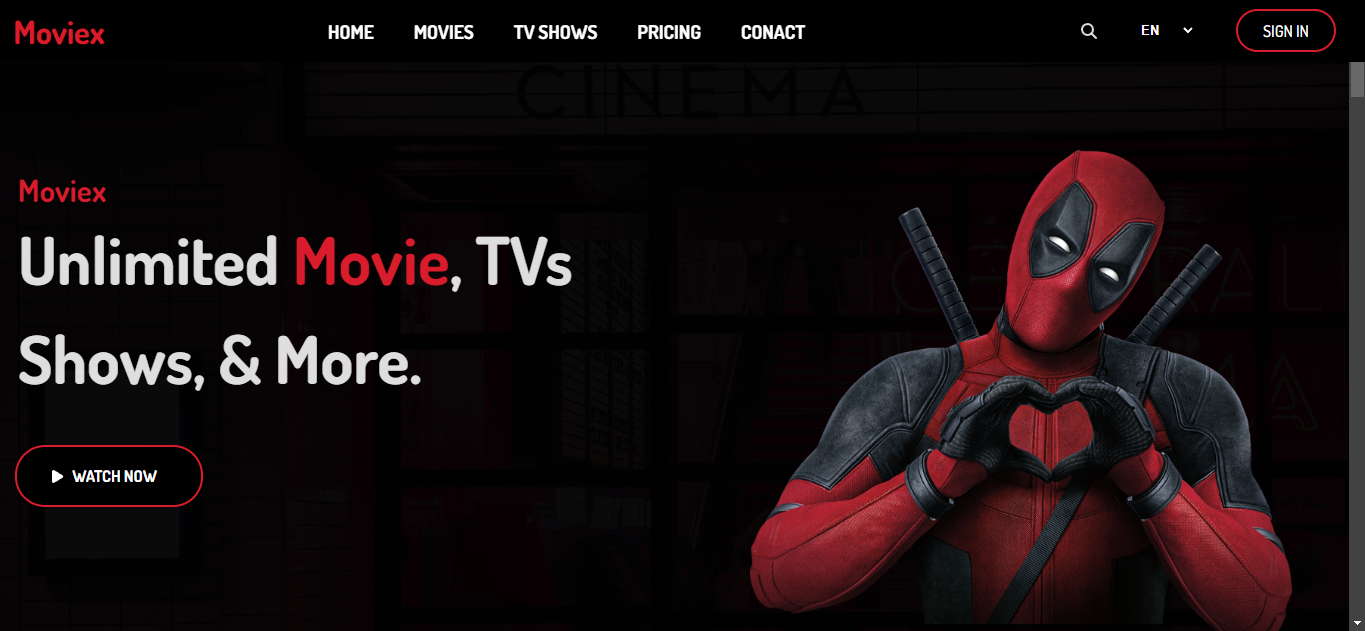 Moviex HOME MOVIES TV SHOWS PRICING CONACT EN SIGN IN
CINEMA
Moviex
Unlimited Movie, TVs
Shows, & More.
WATCH NOW